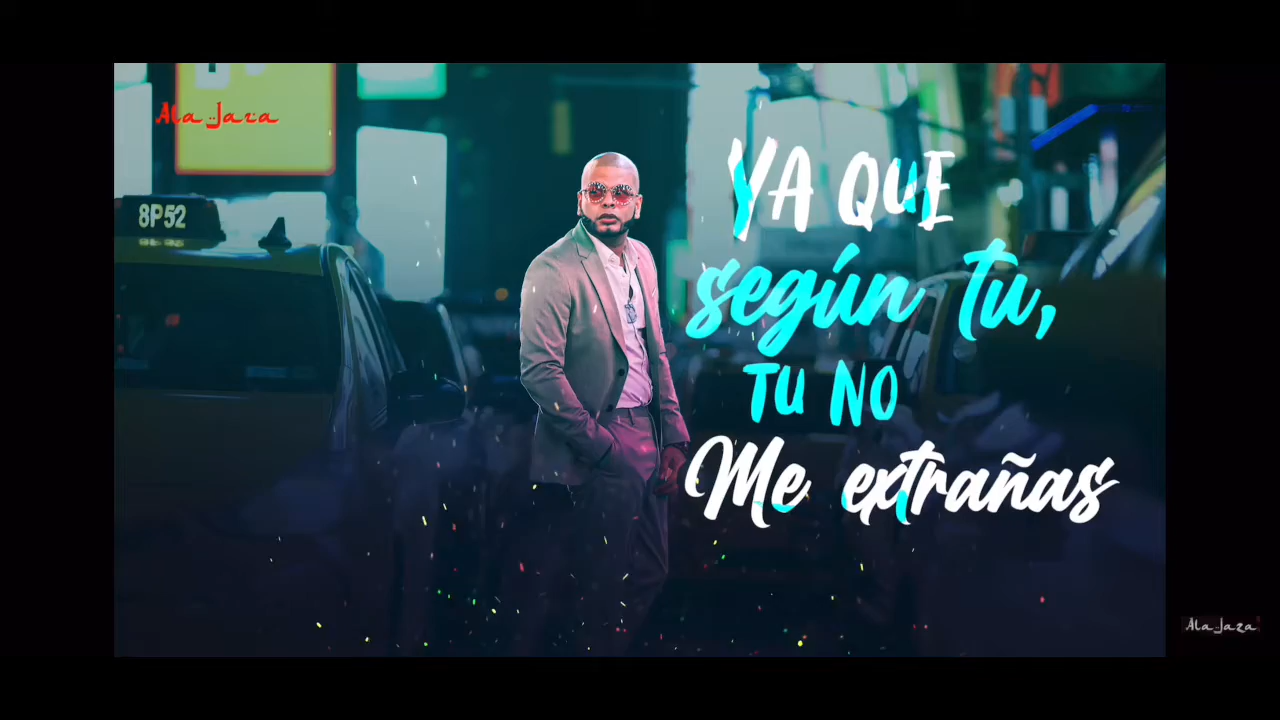 Ala Jaza
8P52
YA QUE
según tu,
TU NO
Me extrañas
Ala Jaza